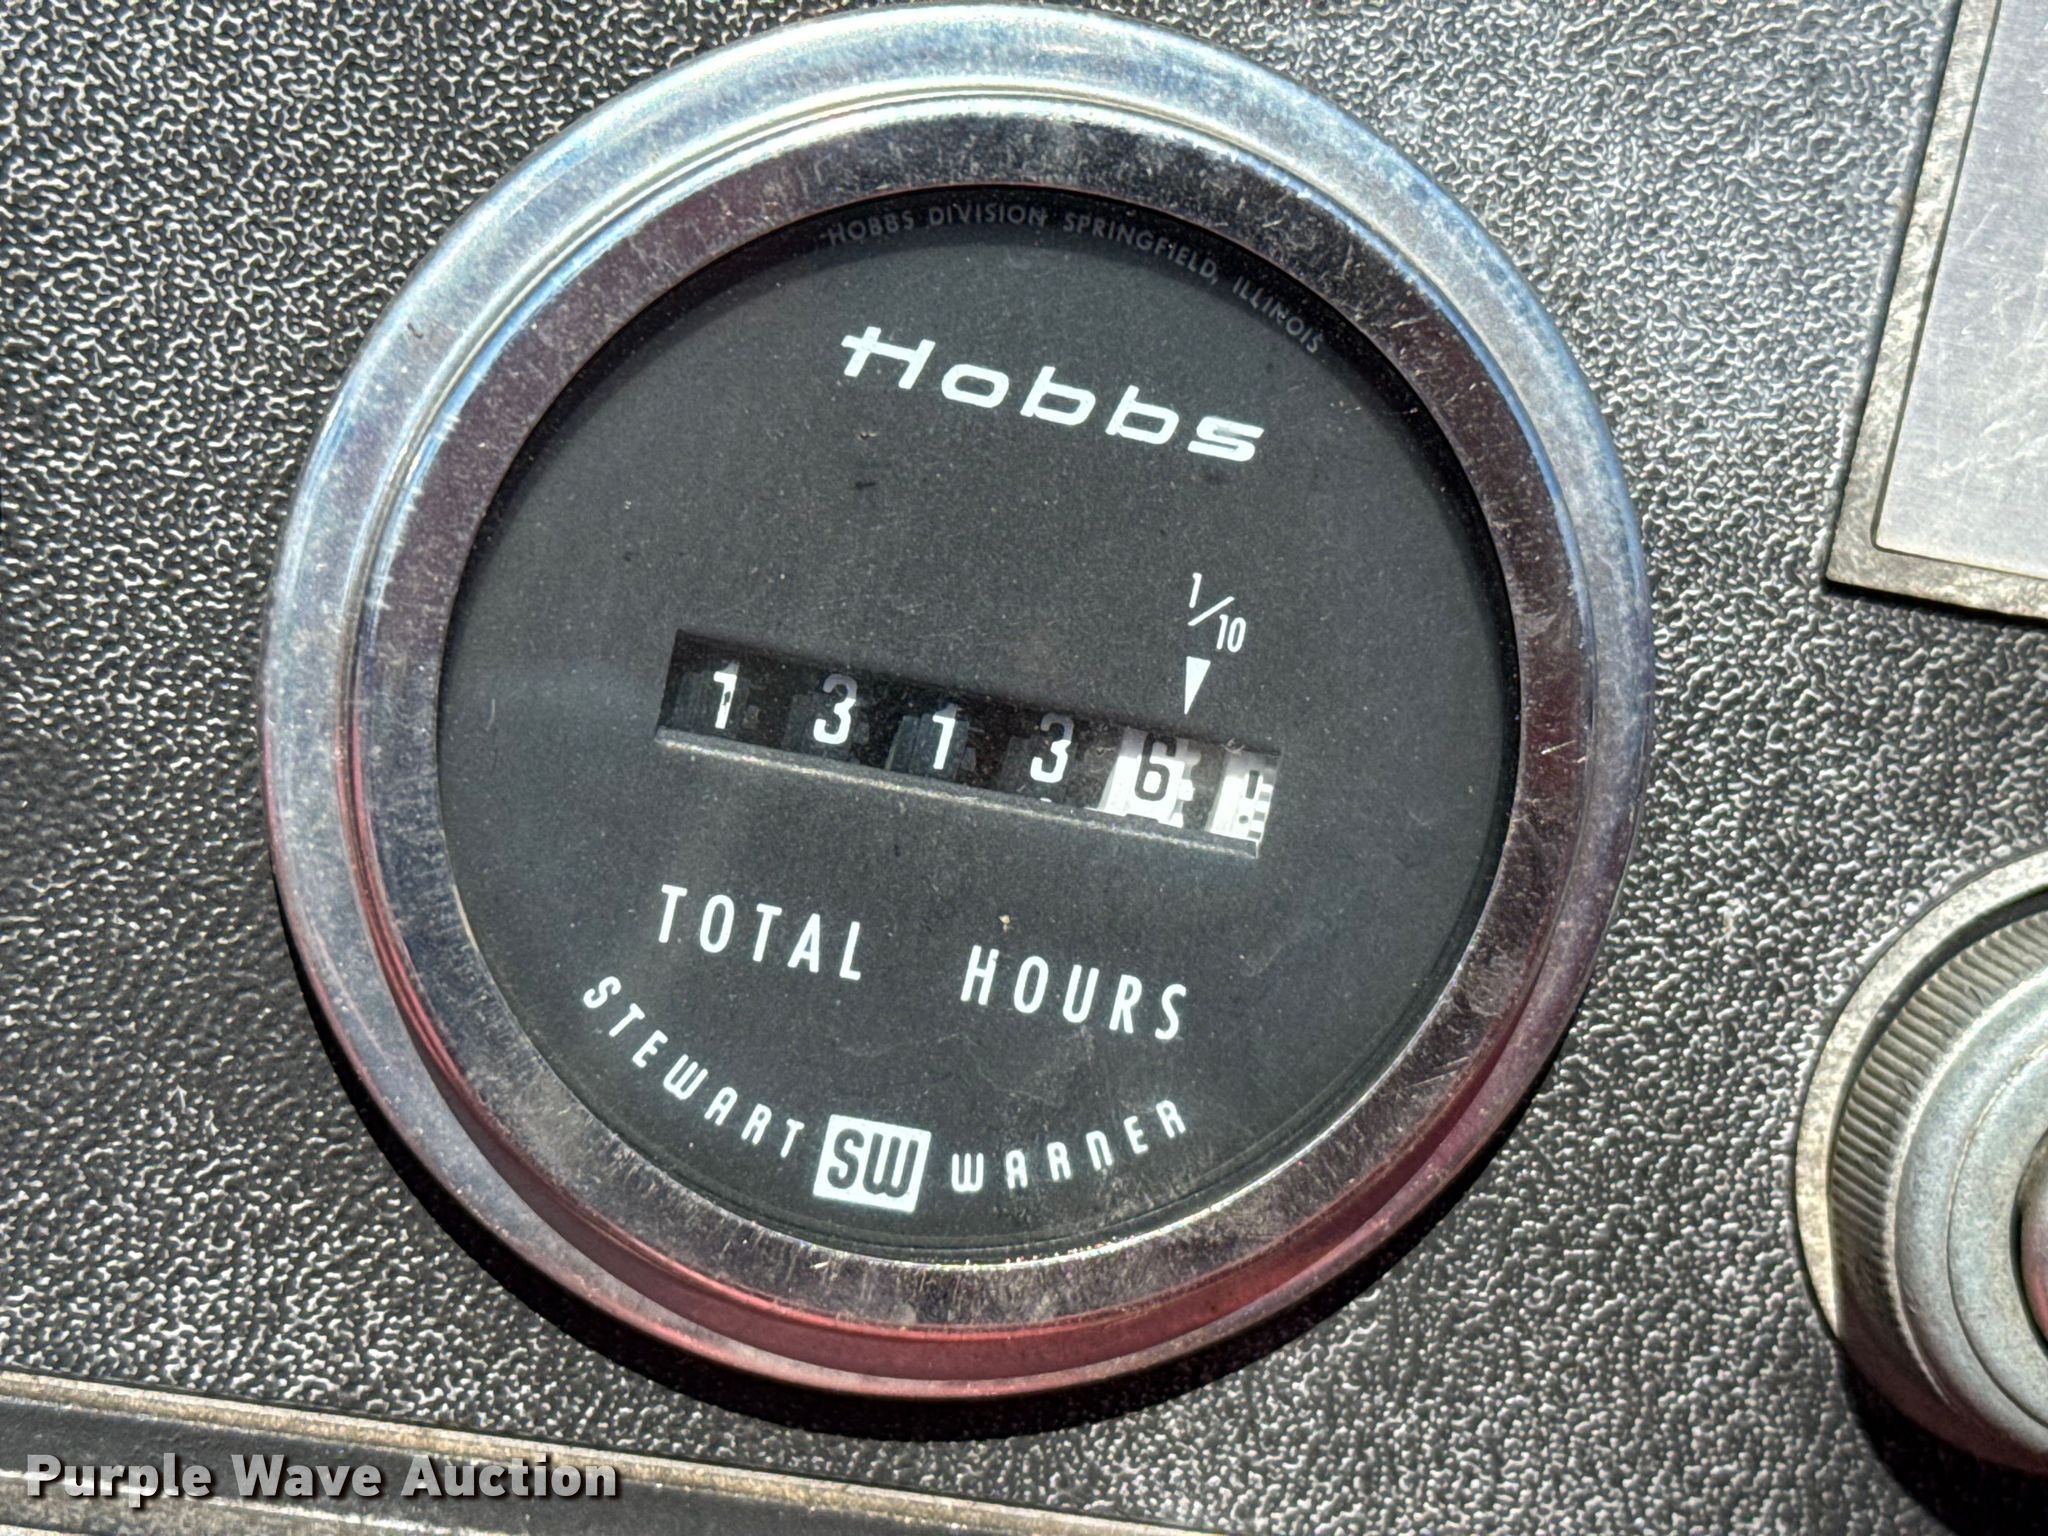 HOBBS DIVISION SPRINGFIELD, ILLINOIS
Hobbs
1/10
1 3 1 3 6
TOTAL HOURS
STEWART SW WARNER
Purple Wave Auction